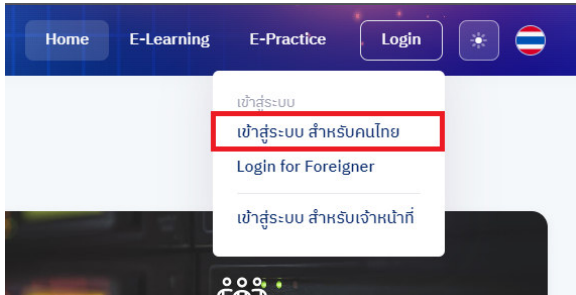 Home E-Learning E-Practice Login
เข้าสู่ระบบ
เข้าสู่ระบบ สำหรับคนไทย
Login for Foreigner
เข้าสู่ระบบ สำหรับเจ้าหน้าที่